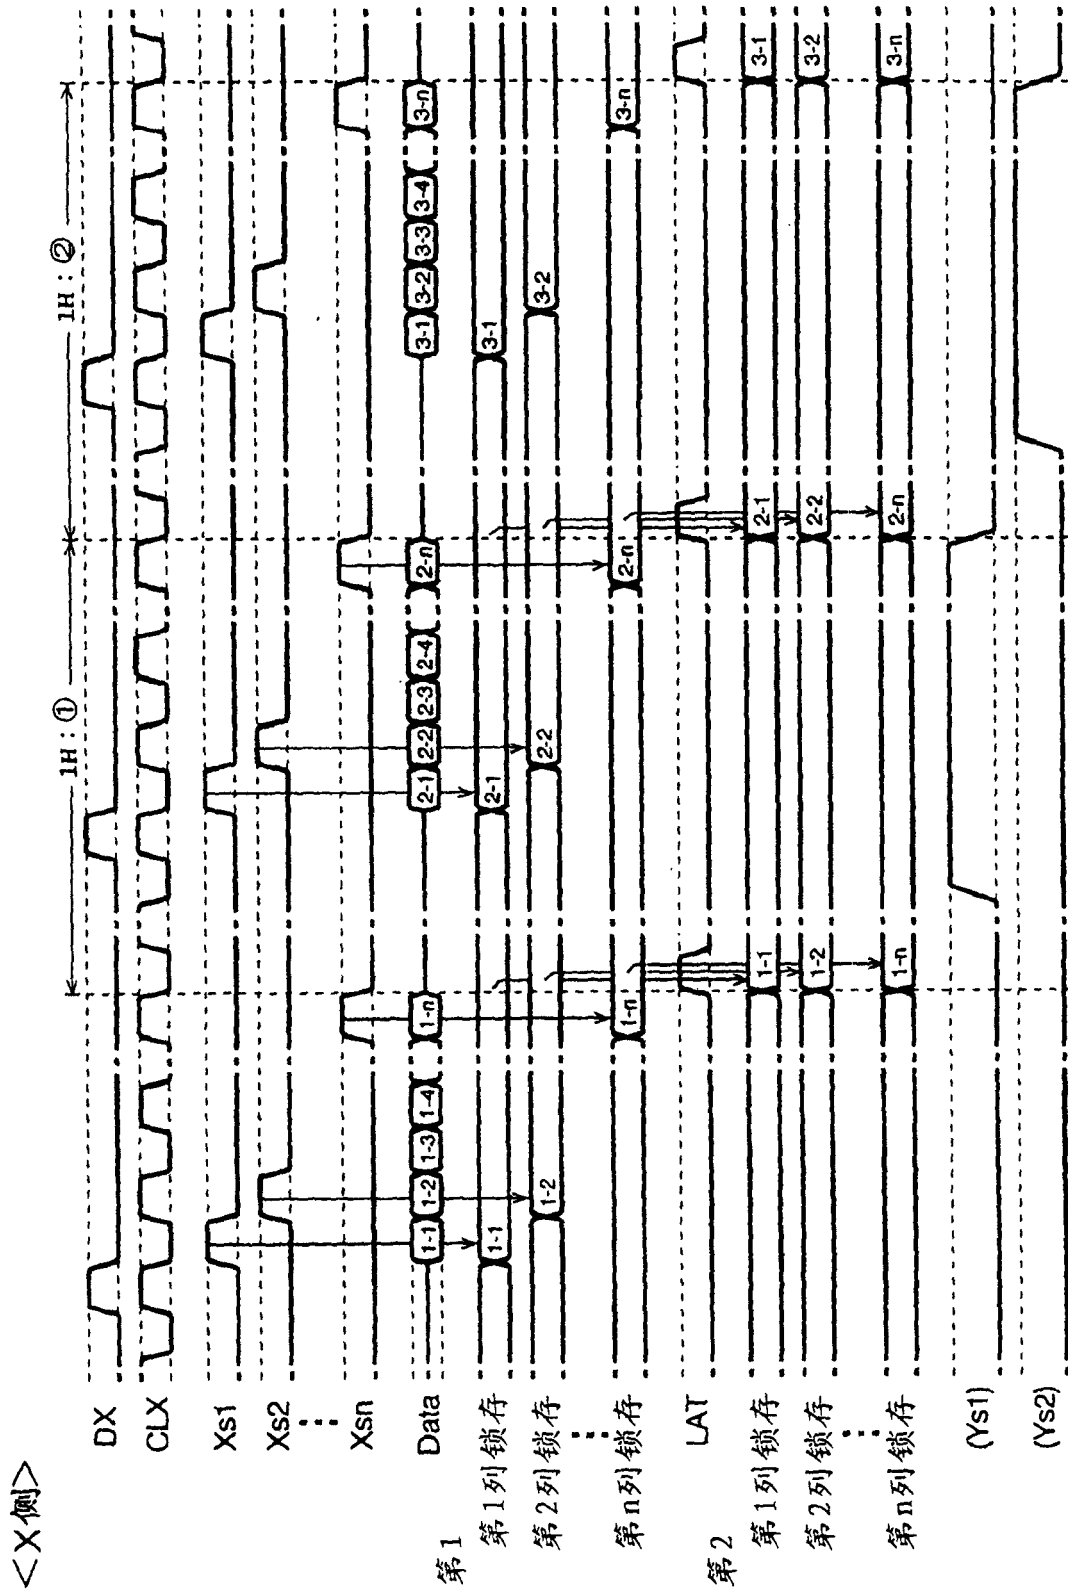 <X侧>
1H:① 1H:②
DX
CLX
Xs1
Xs2
Xsn
Data 1-1 1-2 1-3 1-4 1-n 2-1 2-2 2-3 2-4 2-n 3-1 3-2 3-3 3-4 3-n
第1
第1列锁存 1-1 2-1 3-1
第2列锁存 1-2 2-2 3-2
第n列锁存 1-n 2-n 3-n
LAT
第2
第1列锁存 1-1 2-1 3-1
第2列锁存 1-2 2-2 3-2
第n列锁存 1-n 2-n 3-n
(Ys1)
(Ys2)